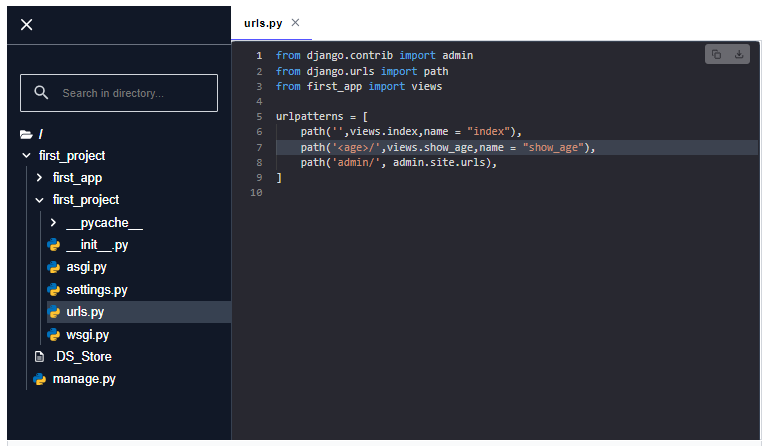 urls.py
Search in directory...
/
first_project
first_app
first_project
__pycache__
__init__.py
asgi.py
settings.py
urls.py
wsgi.py
.DS_Store
manage.py
1 from django.contrib import admin
2 from django.urls import path
3 from first_app import views
4
5 urlpatterns = [
6     path('',views.index,name = "index"),
7     path('<age>/',views.show_age,name = "show_age"),
8     path('admin/', admin.site.urls),
9 ]
10